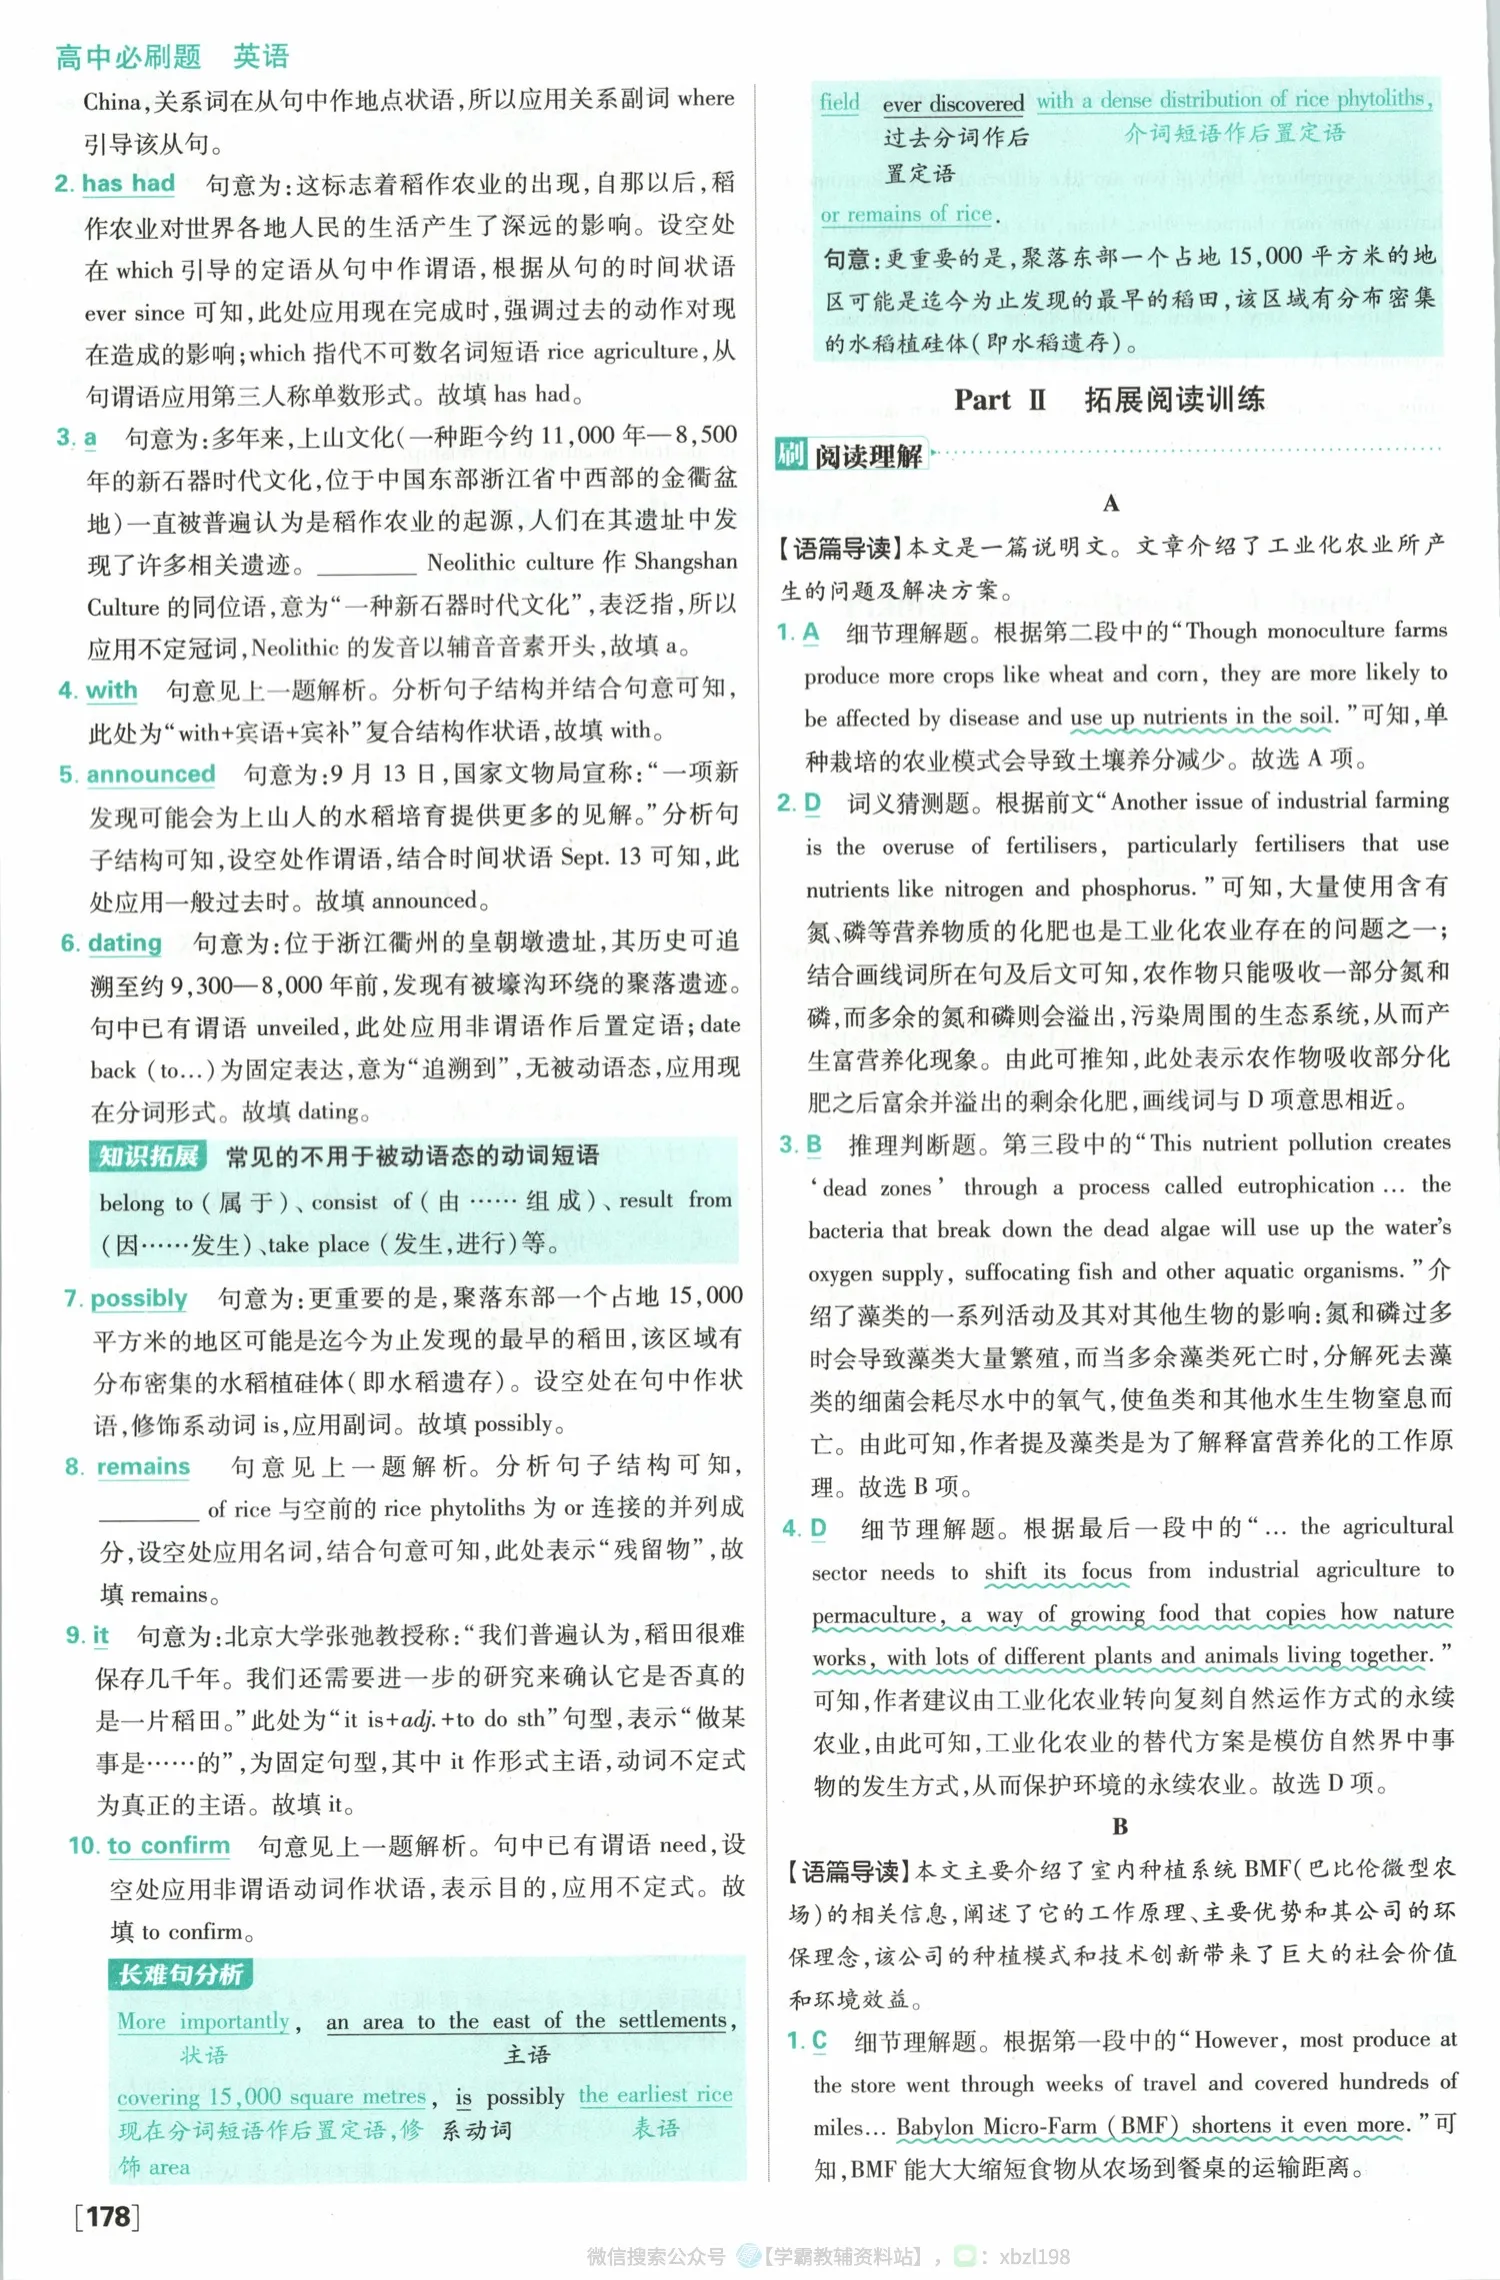 高中必刷题 英语
China,关系词在从句中作地点状语,所以应用关系副词 where
引导该从句。
2. has had 句意为:这标志着稻作农业的出现,自那以后,稻
作农业对世界各地人民的生活产生了深远的影响。设空处
在 which 引导的定语从句中作谓语,根据从句的时间状语
ever since 可知,此处应用现在完成时,强调过去的动作对现
在造成的影响;which 指代不可数名词短语 rice agriculture,从
句谓语应用第三人称单数形式。故填 has had。
3. a 句意为:多年来,上山文化(一种距今约 11,000 年—8,500
年的新石器时代文化,位于中国东部浙江省中西部的金衢盆
地)一直被普遍认为是稻作农业的起源,人们在其遗址中发
现了许多相关遗迹。________ Neolithic culture 作 Shangshan
Culture 的同位语,意为“一种新石器时代文化”,表泛指,所以
应用不定冠词,Neolithic 的发音以辅音音素开头,故填 a。
4. with 句意见上一题解析。分析句子结构并结合句意可知,
此处为“with+宾语+宾补”复合结构作状语,故填 with。
5. announced 句意为:9 月 13 日,国家文物局宣称:“一项新
发现可能会为上山人的水稻培育提供更多的见解。”分析句
子结构可知,设空处作谓语,结合时间状语 Sept. 13 可知,此
处应用一般过去时。故填 announced。
6. dating 句意为:位于浙江衢州的皇朝墩遗址,其历史可追
溯至约 9,300—8,000 年前,发现有被壕沟环绕的聚落遗迹。
句中已有谓语 unveiled,此处应用非谓语作后置定语;date
back (to…)为固定表达,意为“追溯到”,无被动语态,应用现
在分词形式。故填 dating。
知识拓展 常见的不用于被动语态的动词短语
belong to (属于)、consist of (由……组成)、result from
(因……发生)、take place (发生,进行)等。
7. possibly 句意为:更重要的是,聚落东部一个占地 15,000
平方米的地区可能是迄今为止发现的最早的稻田,该区域有
分布密集的水稻植硅体(即水稻遗存)。设空处在句中作状
语,修饰系动词 is,应用副词。故填 possibly。
8. remains 句意见上一题解析。分析句子结构可知,
________ of rice 与空前的 rice phytoliths 为 or 连接的并列成
分,设空处应用名词,结合句意可知,此处表示“残留物”,故
填 remains。
9. it 句意为:北京大学张弛教授称:“我们普遍认为,稻田很难
保存几千年。我们还需要进一步的研究来确认它是否真的
是一片稻田。”此处为“it is+adj.+to do sth”句型,表示“做某
事是……的”,为固定句型,其中 it 作形式主语,动词不定式
为真正的主语。故填 it。
10. to confirm 句意见上一题解析。句中已有谓语 need,设
空处应用非谓语动词作状语,表示目的,应用不定式。故
填 to confirm。
长难句分析
More importantly, an area to the east of the settlements,
状语 主语
covering 15,000 square metres, is possibly the earliest rice
现在分词短语作后置定语,修 系动词 表语
饰 area
[178]
field ever discovered with a dense distribution of rice phytoliths,
过去分词作后 介词短语作后置定语
置定语
or remains of rice.
句意:更重要的是,聚落东部一个占地 15,000 平方米的地
区可能是迄今为止发现的最早的稻田,该区域有分布密集
的水稻植硅体(即水稻遗存)。
Part Ⅱ 拓展阅读训练
刷 阅读理解
A
【语篇导读】本文是一篇说明文。文章介绍了工业化农业所产
生的问题及解决方案。
1. A 细节理解题。根据第二段中的“Though monoculture farms
produce more crops like wheat and corn, they are more likely to
be affected by disease and use up nutrients in the soil.”可知,单
种栽培的农业模式会导致土壤养分减少。故选 A 项。
2. D 词义猜测题。根据前文“Another issue of industrial farming
is the overuse of fertilisers, particularly fertilisers that use
nutrients like nitrogen and phosphorus.”可知,大量使用含有
氮、磷等营养物质的化肥也是工业化农业存在的问题之一;
结合画线词所在句及后文可知,农作物只能吸收一部分氮和
磷,而多余的氮和磷则会溢出,污染周围的生态系统,从而产
生富营养化现象。由此可推知,此处表示农作物吸收部分化
肥之后富余并溢出的剩余化肥,画线词与 D 项意思相近。
3. B 推理判断题。第三段中的“This nutrient pollution creates
‘dead zones’ through a process called eutrophication … the
bacteria that break down the dead algae will use up the water’s
oxygen supply, suffocating fish and other aquatic organisms.”介
绍了藻类的一系列活动及其对其他生物的影响:氮和磷过多
时会导致藻类大量繁殖,而当多余藻类死亡时,分解死去藻
类的细菌会耗尽水中的氧气,使鱼类和其他水生生物窒息而
亡。由此可知,作者提及藻类是为了解释富营养化的工作原
理。故选 B 项。
4. D 细节理解题。根据最后一段中的“… the agricultural
sector needs to shift its focus from industrial agriculture to
permaculture, a way of growing food that copies how nature
works, with lots of different plants and animals living together.”
可知,作者建议由工业化农业转向复刻自然运作方式的永续
农业,由此可知,工业化农业的替代方案是模仿自然界中事
物的发生方式,从而保护环境的永续农业。故选 D 项。
B
【语篇导读】本文主要介绍了室内种植系统 BMF(巴比伦微型农
场)的相关信息,阐述了它的工作原理、主要优势和其公司的环
保理念,该公司的种植模式和技术创新带来了巨大的社会价值
和环境效益。
1. C 细节理解题。根据第一段中的“However, most produce at
the store went through weeks of travel and covered hundreds of
miles… Babylon Micro-Farm (BMF) shortens it even more.”可
知,BMF 能大大缩短食物从农场到餐桌的运输距离。
微信搜索公众号【学霸教辅资料站】,：xbzl198